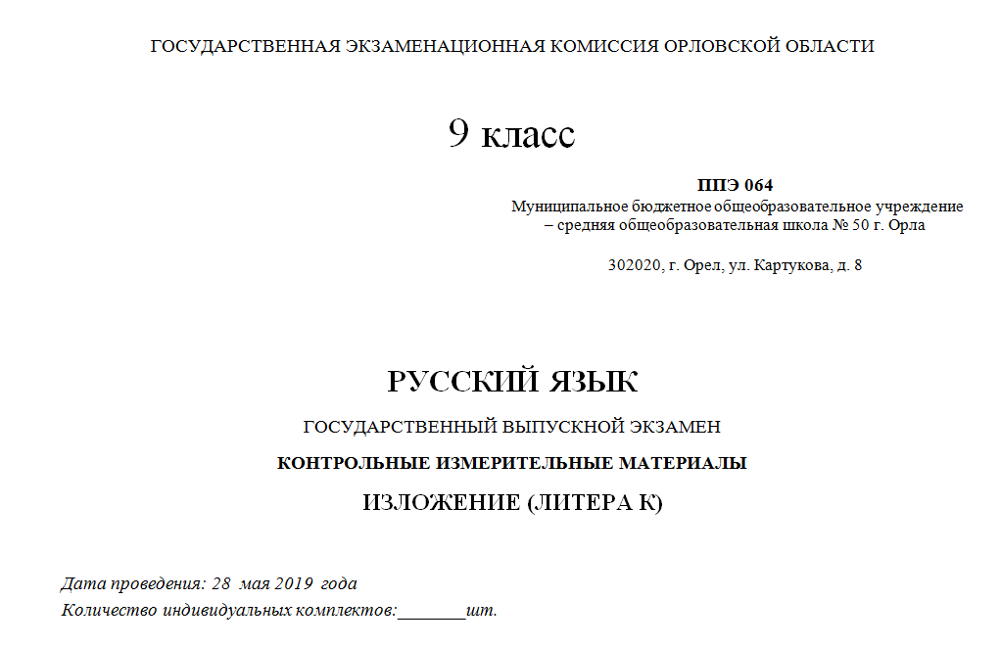 ГОСУДАРСТВЕННАЯ ЭКЗАМЕНАЦИОННАЯ КОМИССИЯ ОРЛОВСКОЙ ОБЛАСТИ
9 класс
ППЭ 064
Муниципальное бюджетное общеобразовательное учреждение
– средняя общеобразовательная школа № 50 г. Орла
302020, г. Орел, ул. Картукова, д. 8
РУССКИЙ ЯЗЫК
ГОСУДАРСТВЕННЫЙ ВЫПУСКНОЙ ЭКЗАМЕН
КОНТРОЛЬНЫЕ ИЗМЕРИТЕЛЬНЫЕ МАТЕРИАЛЫ
ИЗЛОЖЕНИЕ (ЛИТЕРА К)
Дата проведения: 28 мая 2019 года
Количество индивидуальных комплектов:_______шт.